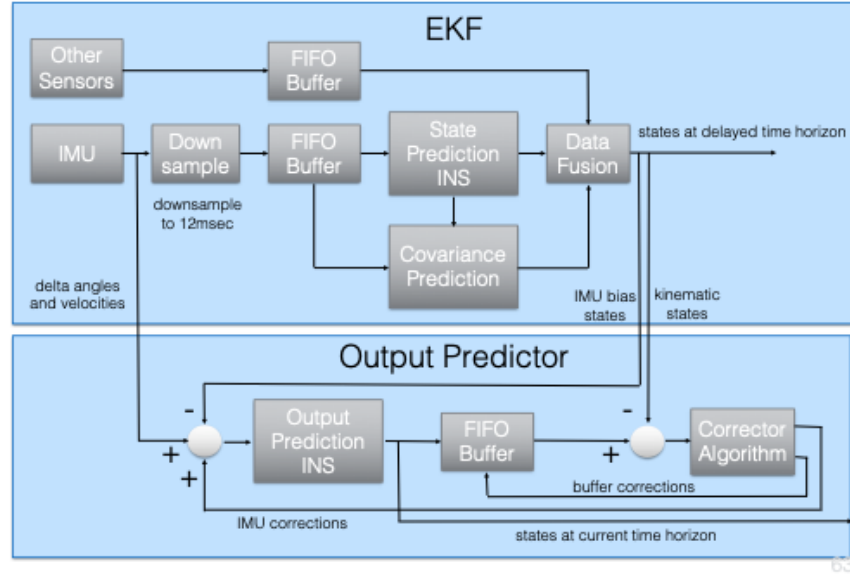 EKF
Other
Sensors
FIFO
Buffer
IMU
Down
sample
FIFO
Buffer
State
Prediction
INS
Data
Fusion
states at delayed time horizon
downsample
to 12msec
Covariance
Prediction
delta angles
and velocities
IMU bias
states
kinematic
states
Output Predictor
-
+
+
Output
Prediction
INS
FIFO
Buffer
-
+
Corrector
Algorithm
buffer corrections
IMU corrections
states at current time horizon
63